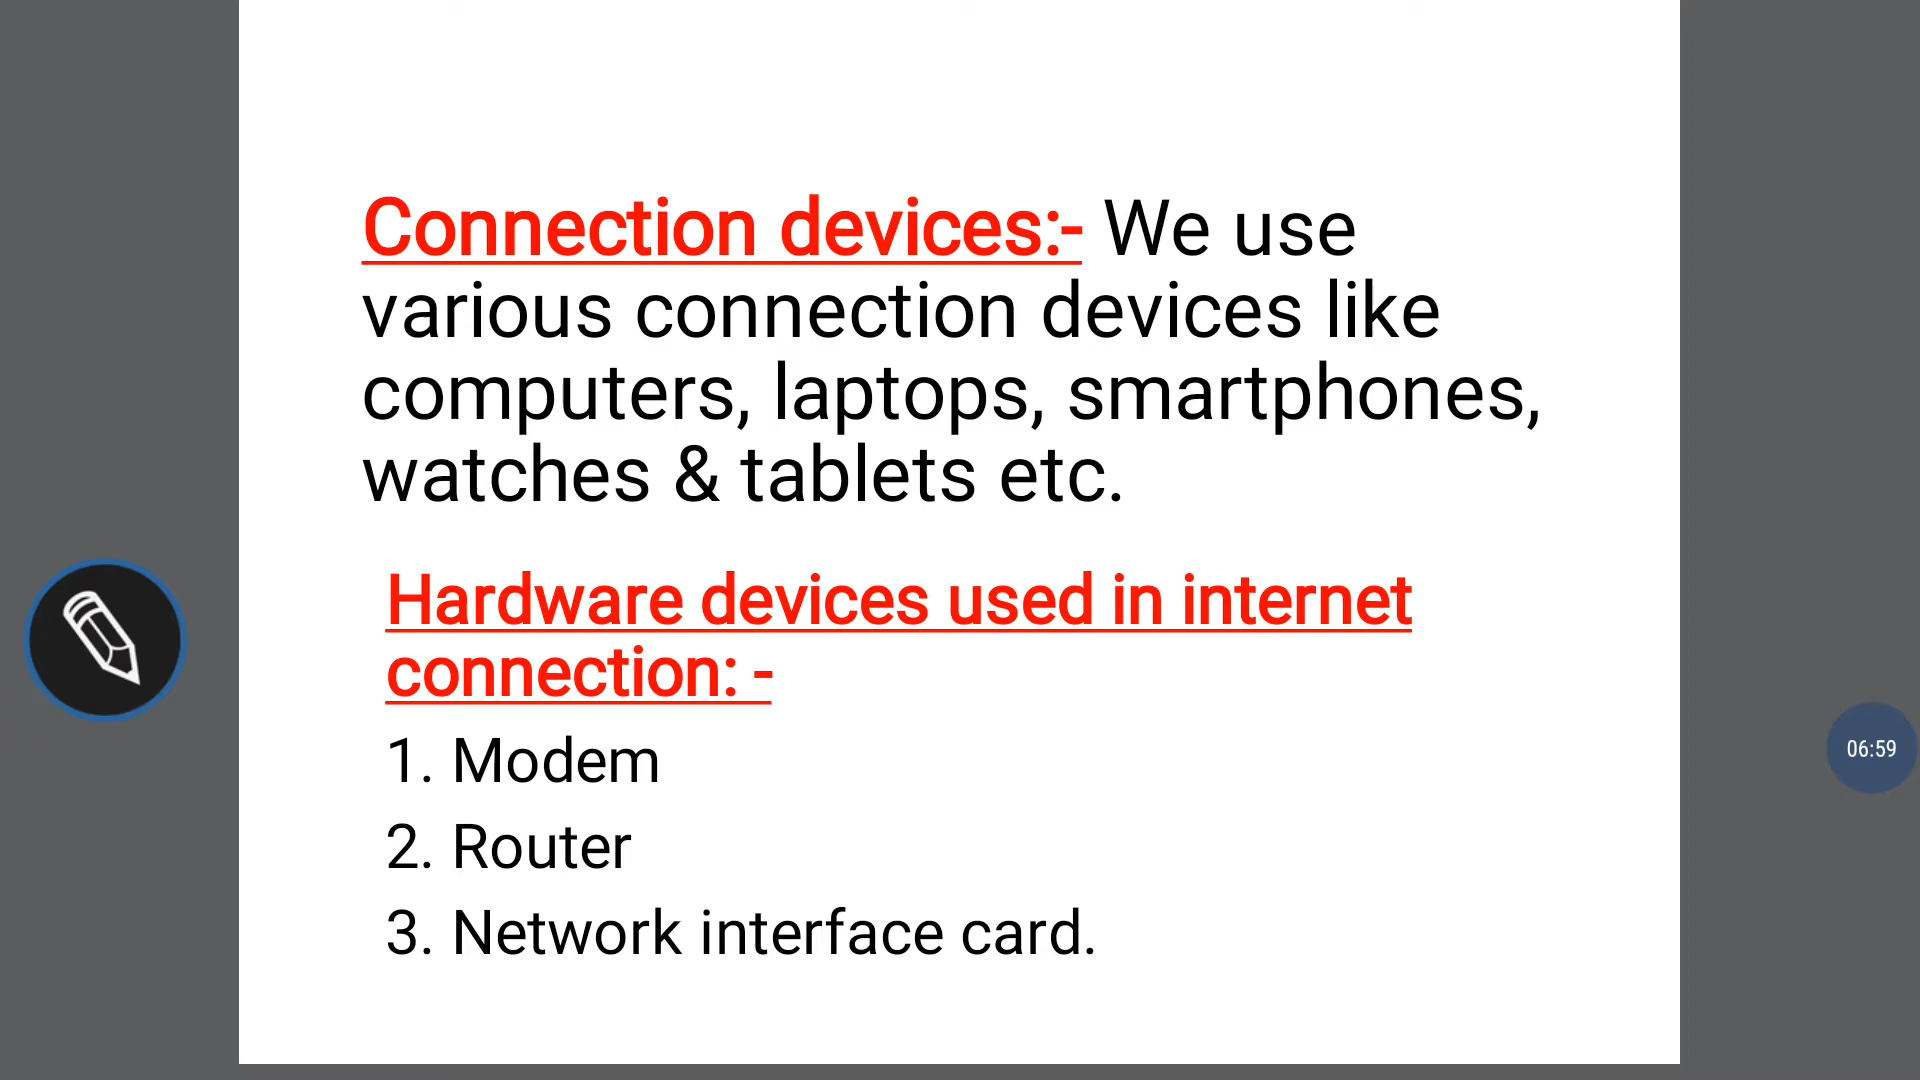 Connection devices:- We use
various connection devices like
computers, laptops, smartphones,
watches & tablets etc.
Hardware devices used in internet
connection: -
1. Modem
2. Router
3. Network interface card.
06:59